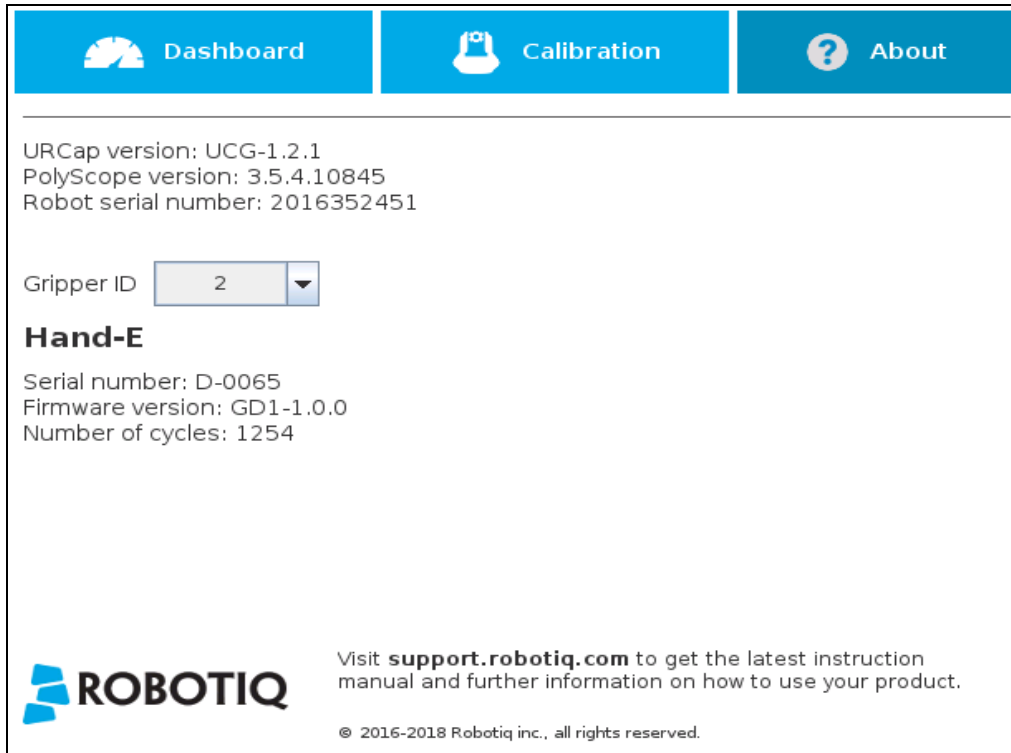 Dashboard
Calibration
? About
URCap version: UCG-1.2.1
PolyScope version: 3.5.4.10845
Robot serial number: 2016352451
Gripper ID 2
Hand-E
Serial number: D-0065
Firmware version: GD1-1.0.0
Number of cycles: 1254
ROBOTIQ
Visit support.robotiq.com to get the latest instruction
manual and further information on how to use your product.
© 2016-2018 Robotiq inc., all rights reserved.